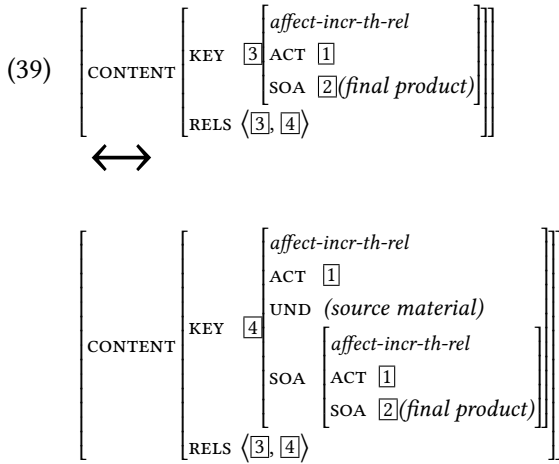 (39)
affect-incr-th-rel
CONTENT KEY 3 ACT 1
SOA 2(final product)
RELS ⟨3, 4⟩
⟷
affect-incr-th-rel
ACT 1
UND (source material)
KEY 4
affect-incr-th-rel
CONTENT SOA ACT 1
SOA 2(final product)
RELS ⟨3, 4⟩